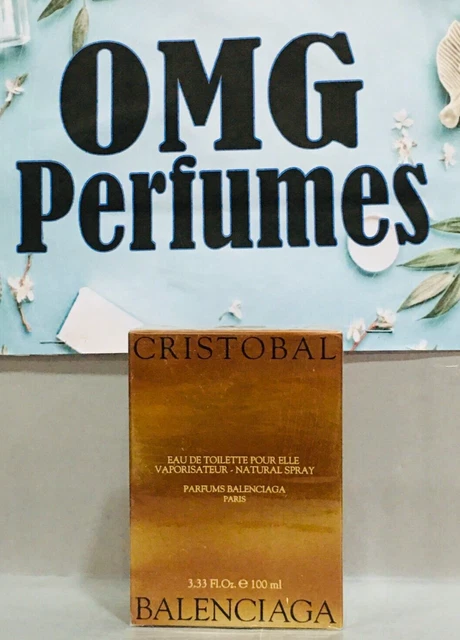 OMG
Perfumes
CRISTOBAL
EAU DE TOILETTE POUR ELLE
VAPORISATEUR - NATURAL SPRAY
PARFUMS BALENCIAGA
PARIS
3.33 Fl.Oz. ℮ 100 ml
BALENCIAGA